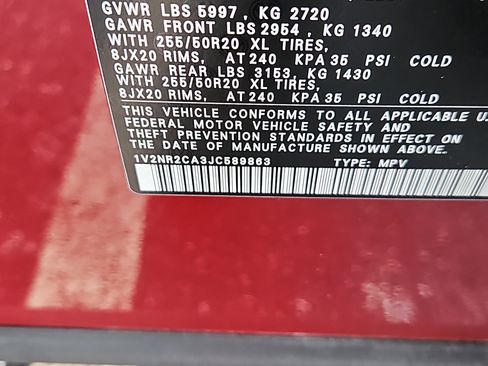 GVWR LBS 5997 , KG 2720
GAWR FRONT LBS 2954 , KG 1340
WITH 255/50R20 XL TIRES,
8JX20 RIMS, AT 240 KPA 35 PSI COLD
GAWR REAR LBS 3153, KG 1430
WITH 255/50R20 XL TIRES,
8JX20 RIMS, AT 240 KPA 35 PSI COLD
THIS VEHICLE CONFORMS TO ALL APPLICABLE
FEDERAL MOTOR VEHICLE SAFETY AND
THEFT PREVENTION STANDARDS IN EFFECT ON
THE DATE OF MANUFACTURE SHOWN ABOVE.
1V2NR2CA3JC589863 TYPE: MPV